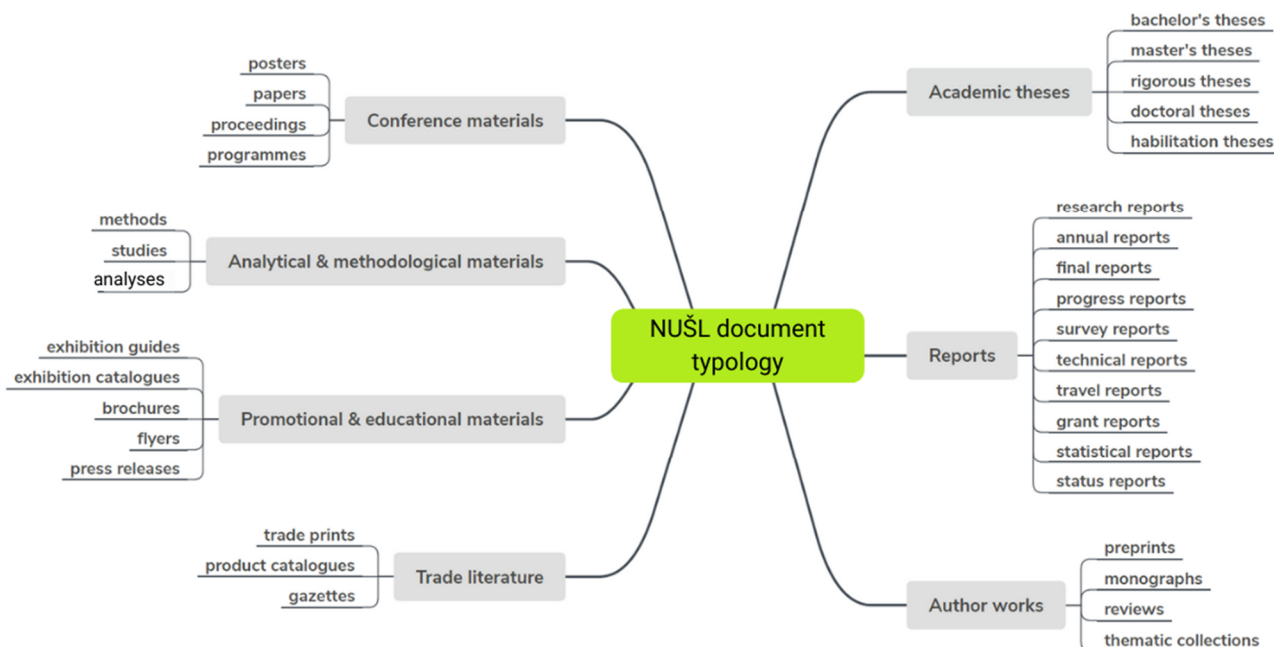 NUŠL document
typology
Conference materials
posters
papers
proceedings
programmes
Analytical & methodological materials
methods
studies
analyses
Promotional & educational materials
exhibition guides
exhibition catalogues
brochures
flyers
press releases
Trade literature
trade prints
product catalogues
gazettes
Academic theses
bachelor's theses
master's theses
rigorous theses
doctoral theses
habilitation theses
Reports
research reports
annual reports
final reports
progress reports
survey reports
technical reports
travel reports
grant reports
statistical reports
status reports
Author works
preprints
monographs
reviews
thematic collections